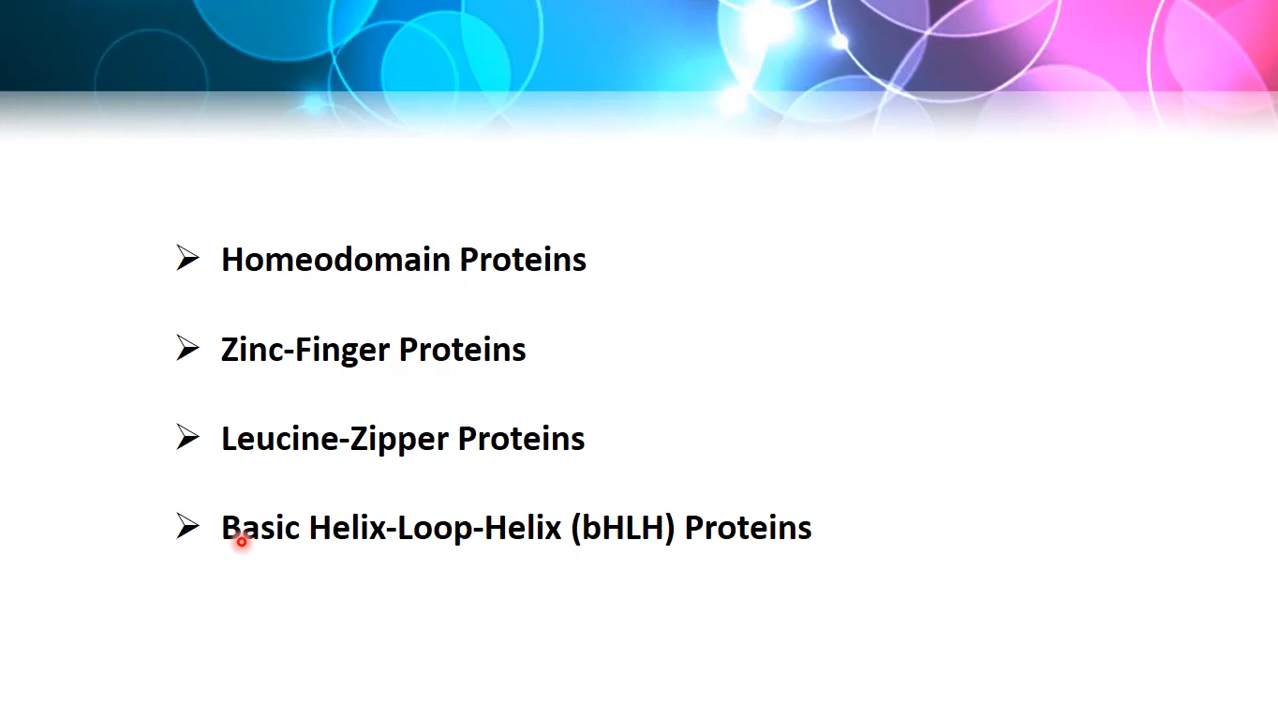 Homeodomain Proteins
Zinc-Finger Proteins
Leucine-Zipper Proteins
Basic Helix-Loop-Helix (bHLH) Proteins